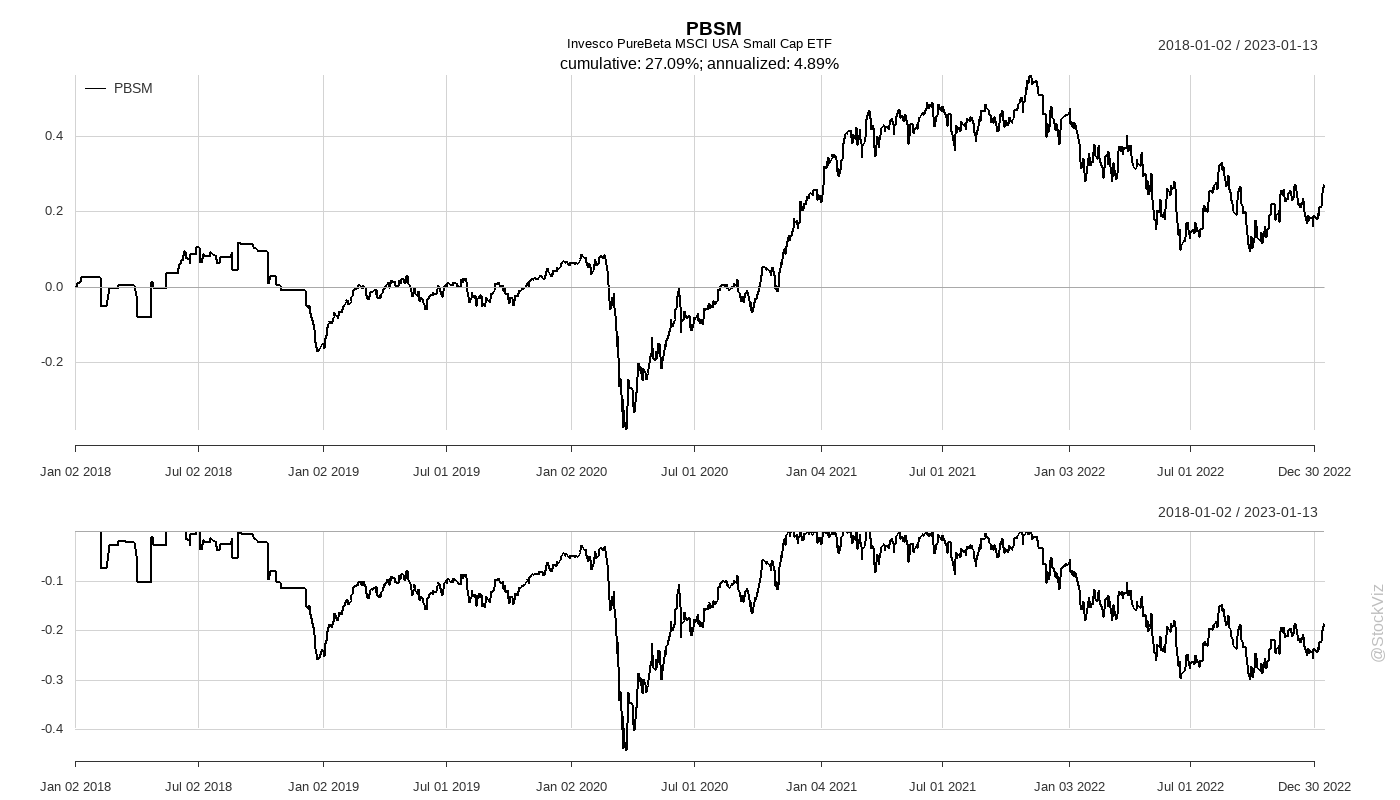 PBSM
Invesco PureBeta MSCI USA Small Cap ETF
cumulative: 27.09%; annualized: 4.89%
2018-01-02 / 2023-01-13
PBSM
0.4
0.2
0.0
-0.2
Jan 02 2018 Jul 02 2018 Jan 02 2019 Jul 01 2019 Jan 02 2020 Jul 01 2020 Jan 04 2021 Jul 01 2021 Jan 03 2022 Jul 01 2022 Dec 30 2022
2018-01-02 / 2023-01-13
-0.1
-0.2
-0.3
-0.4
Jan 02 2018 Jul 02 2018 Jan 02 2019 Jul 01 2019 Jan 02 2020 Jul 01 2020 Jan 04 2021 Jul 01 2021 Jan 03 2022 Jul 01 2022 Dec 30 2022
@StockViz